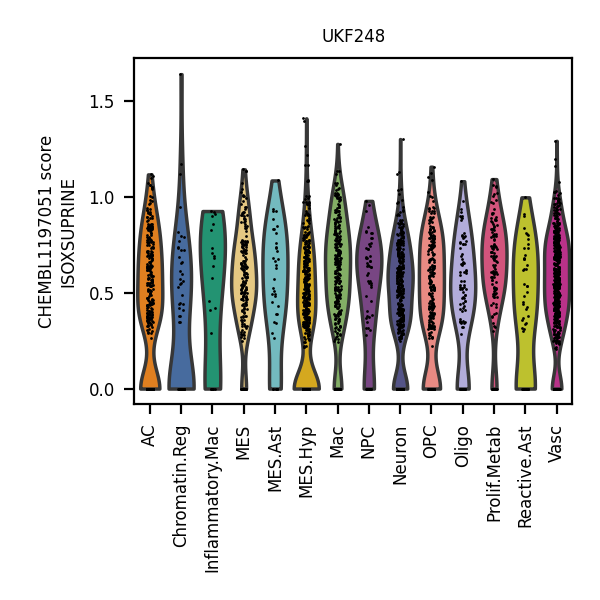 UKF248
CHEMBL1197051 score
ISOXSUPRINE
1.5
1.0
0.5
0.0
AC
Chromatin.Reg
Inflammatory.Mac
MES
MES.Ast
MES.Hyp
Mac
NPC
Neuron
OPC
Oligo
Prolif.Metab
Reactive.Ast
Vasc